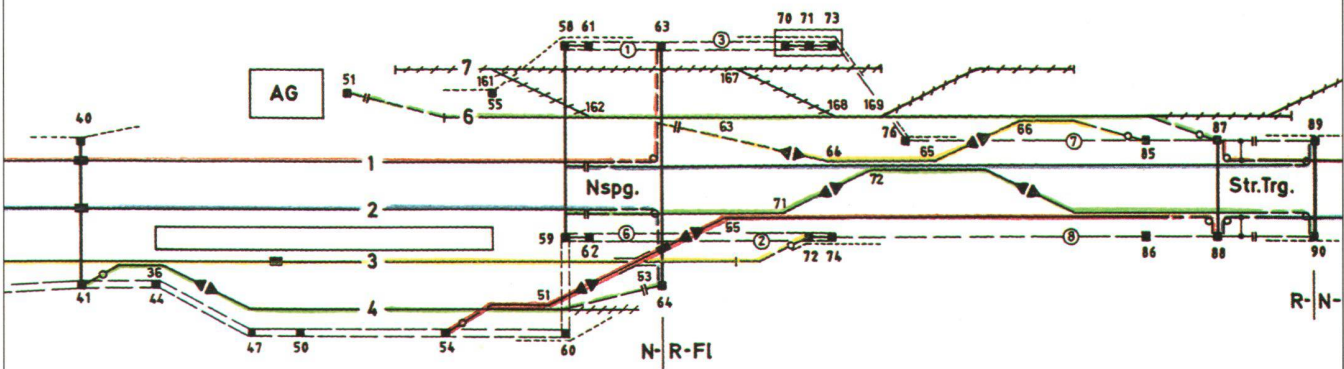 58 61 63 70 71 73
① ③
7
51 161 167
AG 55 162 168 169
40 6 63 76 66 87 89
64 65 ⑦ 85
1
Nspg. 72 Str.Trg.
2 71
59 ⑥ 55 ② ⑧
62 72 74 86 88 90
3
36 53
41 44 51 R- N-
4
47 50 54 60 N- R-Fl